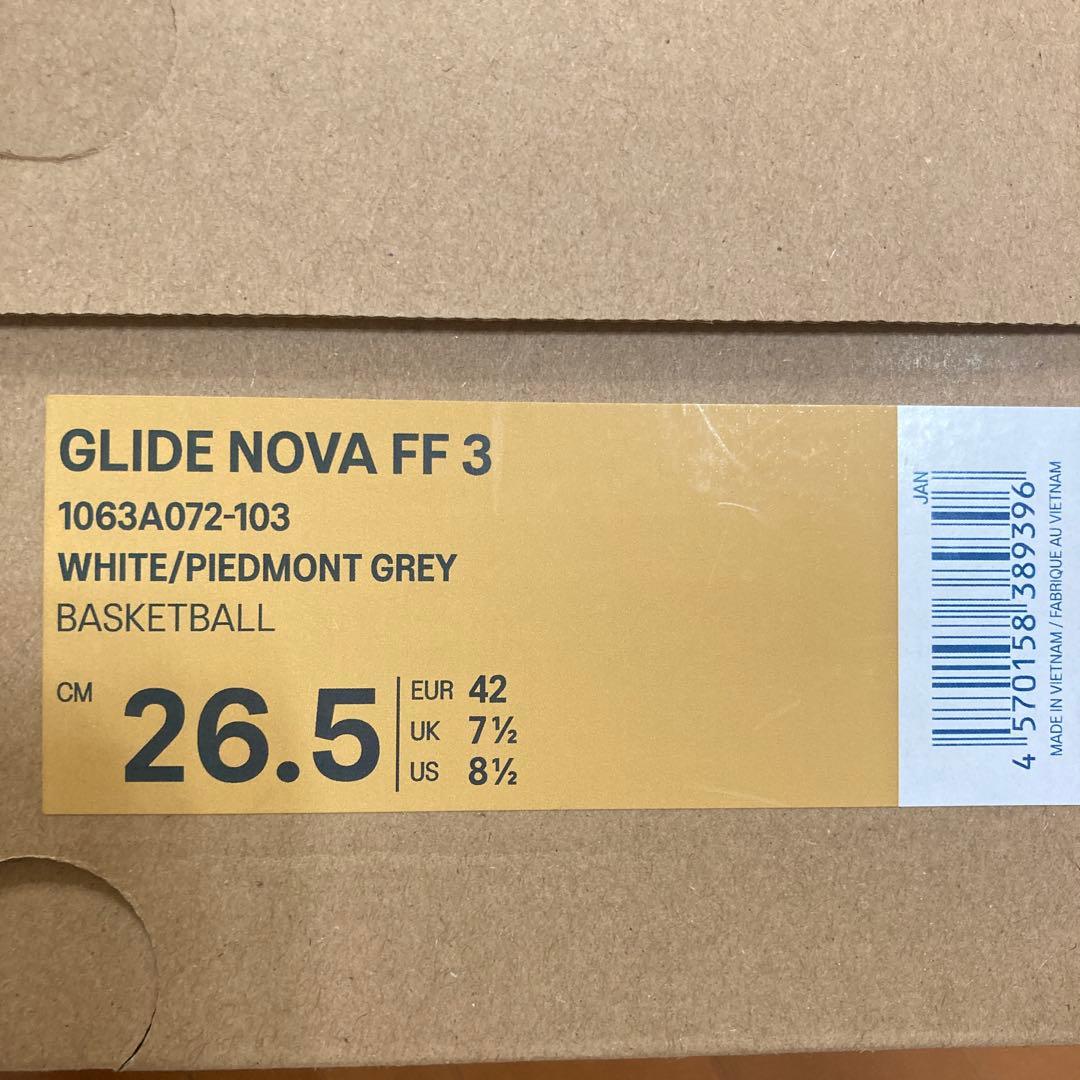 GLIDE NOVA FF 3
1063A072-103
WHITE/PIEDMONT GREY
BASKETBALL
CM 26.5
EUR 42
UK 7½
US 8½
JAN
4 570158 389396
MADE IN VIETNAM / FABRIQUE AU VIETNAM